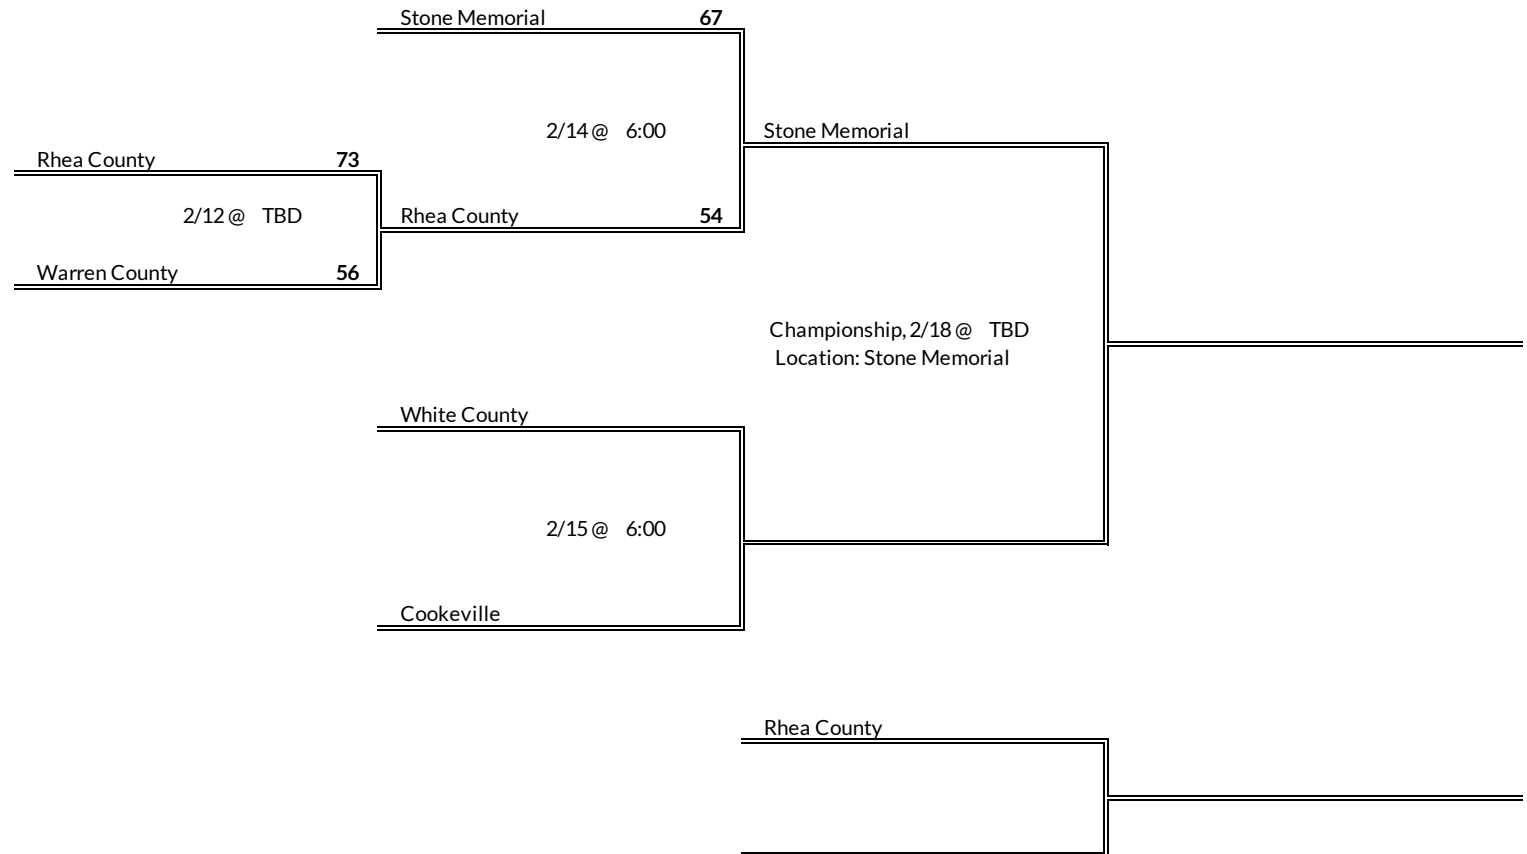 Stone Memorial 67
2/14 @ 6:00
Stone Memorial
Rhea County 73
2/12 @ TBD
Rhea County 54
Warren County 56
Championship, 2/18 @ TBD
Location: Stone Memorial
White County
2/15 @ 6:00
Cookeville
Rhea County